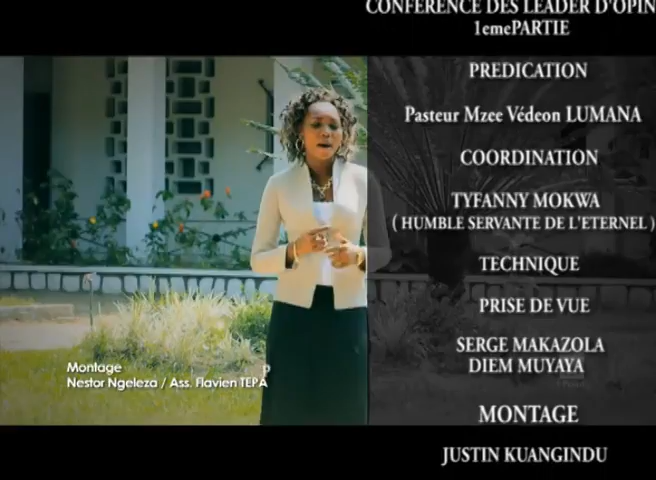 CONFERENCE DES LEADER D'OPIN
1emePARTIE
PREDICATION
Pasteur Mzee Védeon LUMANA
COORDINATION
TYFANNY MOKWA
( HUMBLE SERVANTE DE L'ETERNEL )
TECHNIQUE
PRISE DE VUE
SERGE MAKAZOLA
DIEM MUYAYA
MONTAGE
JUSTIN KUANGINDU
Montage
Nestor Ngeleza / Ass. Flavien TEPA